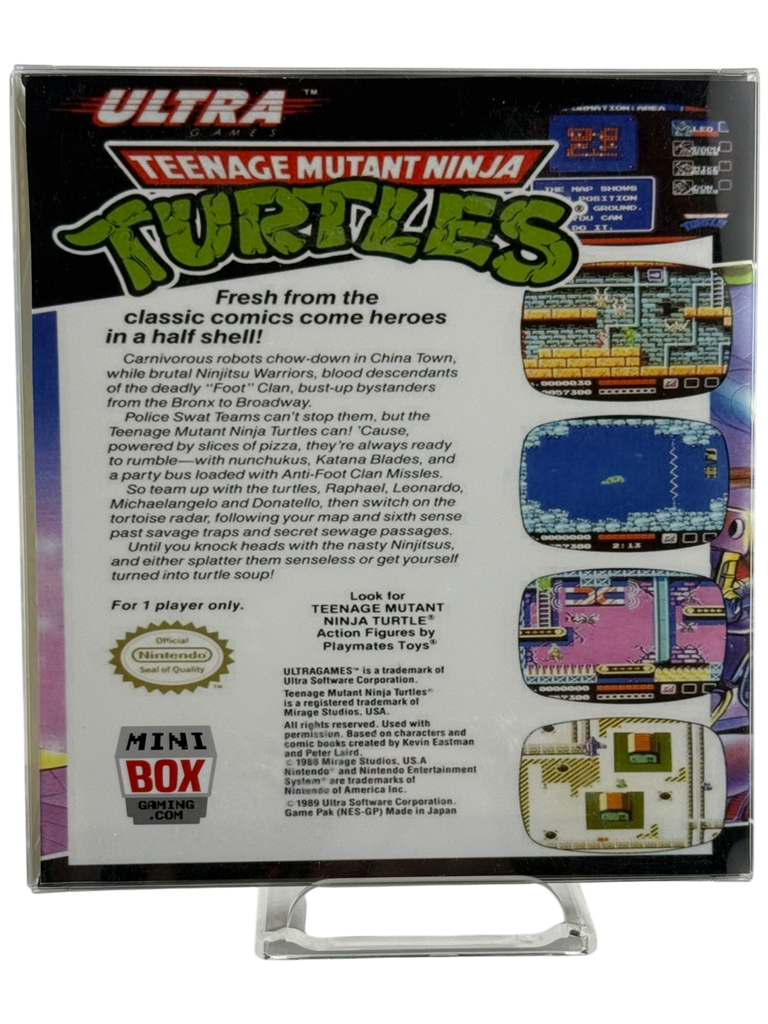 ULTRA™
GAMES
TEENAGE MUTANT NINJA
TURTLES
LEO
DON
THE MAP SHOWS
POSITION
GROUND.
YOU CAN
DO IT.
Fresh from the
classic comics come heroes
in a half shell!
Carnivorous robots chow-down in China Town,
while brutal Ninjitsu Warriors, blood descendants
of the deadly "Foot" Clan, bust-up bystanders
from the Bronx to Broadway.
Police Swat Teams can't stop them, but the
Teenage Mutant Ninja Turtles can! 'Cause,
powered by slices of pizza, they're always ready
to rumble—with nunchukus, Katana Blades, and
a party bus loaded with Anti-Foot Clan Missles.
So team up with the turtles, Raphael, Leonardo,
Michaelangelo and Donatello, then switch on the
tortoise radar, following your map and sixth sense
past savage traps and secret sewage passages.
Until you knock heads with the nasty Ninjitsus,
and either splatter them senseless or get yourself
turned into turtle soup!
For 1 player only.
Official
Nintendo
Seal of Quality
™
Look for
TEENAGE MUTANT
NINJA TURTLE®
Action Figures by
Playmates Toys®
ULTRAGAMES™ is a trademark of
Ultra Software Corporation.
Teenage Mutant Ninja Turtles®
is a registered trademark of
Mirage Studios, USA.
All rights reserved. Used with
permission. Based on characters and
comic books created by Kevin Eastman
and Peter Laird.
© 1988 Mirage Studios, U.S.A
Nintendo® and Nintendo Entertainment
System® are trademarks of
Nintendo of America Inc.
© 1989 Ultra Software Corporation.
Game Pak (NES-GP) Made in Japan
MINI
BOX
GAMING
.COM
0000030
057300
2:13